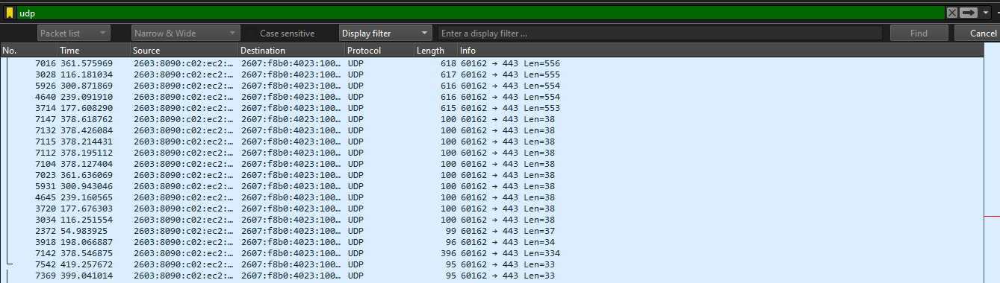 udp
Packet list Narrow & Wide Case sensitive Display filter Enter a display filter ... Find Cancel
No. Time Source Destination Protocol Length Info
7016 361.575969 2603:8090:c02:ec2:… 2607:f8b0:4023:100… UDP 618 60162 → 443 Len=556
3028 116.181034 2603:8090:c02:ec2:… 2607:f8b0:4023:100… UDP 617 60162 → 443 Len=555
5926 300.871869 2603:8090:c02:ec2:… 2607:f8b0:4023:100… UDP 616 60162 → 443 Len=554
4640 239.091910 2603:8090:c02:ec2:… 2607:f8b0:4023:100… UDP 616 60162 → 443 Len=554
3714 177.608290 2603:8090:c02:ec2:… 2607:f8b0:4023:100… UDP 615 60162 → 443 Len=553
7147 378.618762 2603:8090:c02:ec2:… 2607:f8b0:4023:100… UDP 100 60162 → 443 Len=38
7132 378.426084 2603:8090:c02:ec2:… 2607:f8b0:4023:100… UDP 100 60162 → 443 Len=38
7115 378.214431 2603:8090:c02:ec2:… 2607:f8b0:4023:100… UDP 100 60162 → 443 Len=38
7112 378.195112 2603:8090:c02:ec2:… 2607:f8b0:4023:100… UDP 100 60162 → 443 Len=38
7104 378.127404 2603:8090:c02:ec2:… 2607:f8b0:4023:100… UDP 100 60162 → 443 Len=38
7023 361.636069 2603:8090:c02:ec2:… 2607:f8b0:4023:100… UDP 100 60162 → 443 Len=38
5931 300.943046 2603:8090:c02:ec2:… 2607:f8b0:4023:100… UDP 100 60162 → 443 Len=38
4645 239.160565 2603:8090:c02:ec2:… 2607:f8b0:4023:100… UDP 100 60162 → 443 Len=38
3720 177.676303 2603:8090:c02:ec2:… 2607:f8b0:4023:100… UDP 100 60162 → 443 Len=38
3034 116.251554 2603:8090:c02:ec2:… 2607:f8b0:4023:100… UDP 100 60162 → 443 Len=38
2372 54.983925 2603:8090:c02:ec2:… 2607:f8b0:4023:100… UDP 99 60162 → 443 Len=37
3918 198.066887 2603:8090:c02:ec2:… 2607:f8b0:4023:100… UDP 96 60162 → 443 Len=34
7142 378.546875 2603:8090:c02:ec2:… 2607:f8b0:4023:100… UDP 396 60162 → 443 Len=334
7542 419.257672 2603:8090:c02:ec2:… 2607:f8b0:4023:100… UDP 95 60162 → 443 Len=33
7369 399.041014 2603:8090:c02:ec2:… 2607:f8b0:4023:100… UDP 95 60162 → 443 Len=33